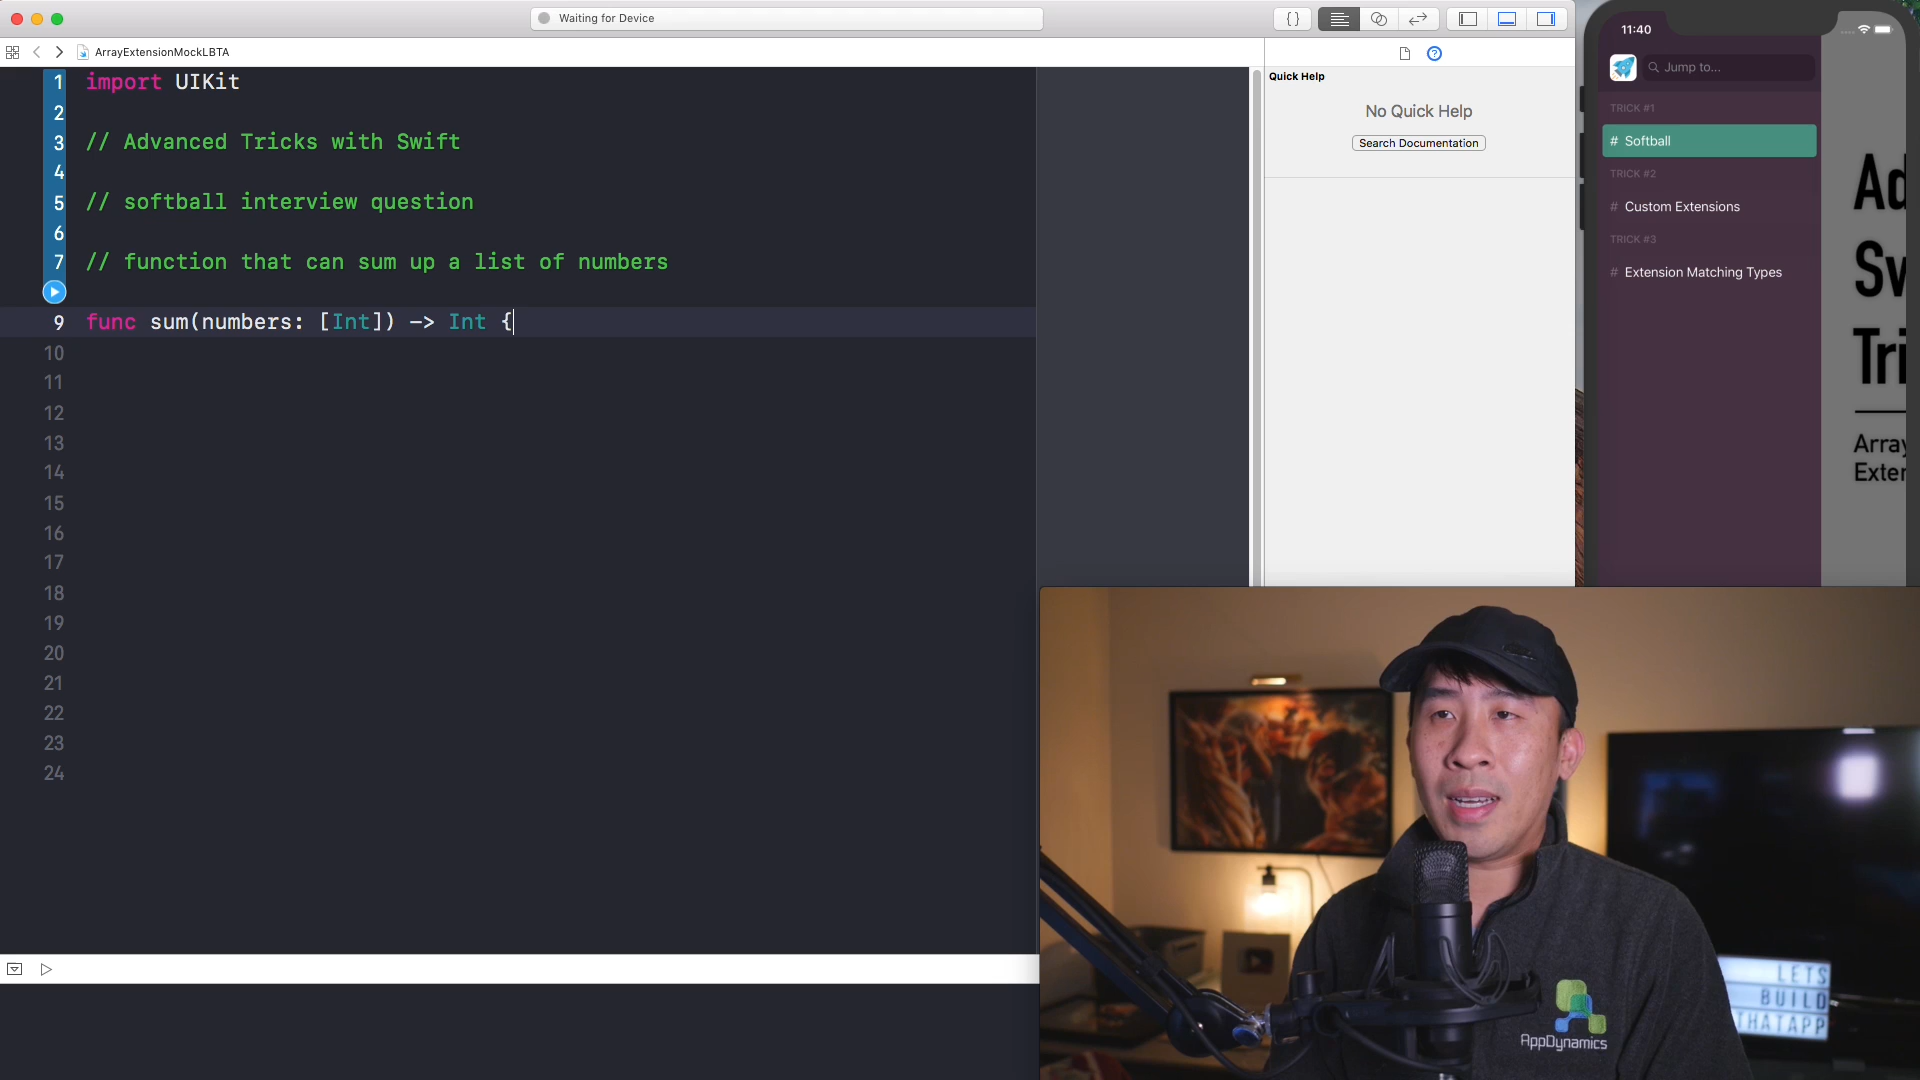 Waiting for Device
{ }
ArrayExtensionMockLBTA
1 import UIKit
2
3 // Advanced Tricks with Swift
4
5 // softball interview question
6
7 // function that can sum up a list of numbers
9 func sum(numbers: [Int]) -> Int {
10
11
12
13
14
15
16
17
18
19
20
21
22
23
24
Quick Help
No Quick Help
Search Documentation
11:40
Jump to...
TRICK #1
# Softball
TRICK #2
# Custom Extensions
TRICK #3
# Extension Matching Types
Ad
Sw
Tri
Array
Exten
AppDynamics
LETS
BUILD
THATAPP